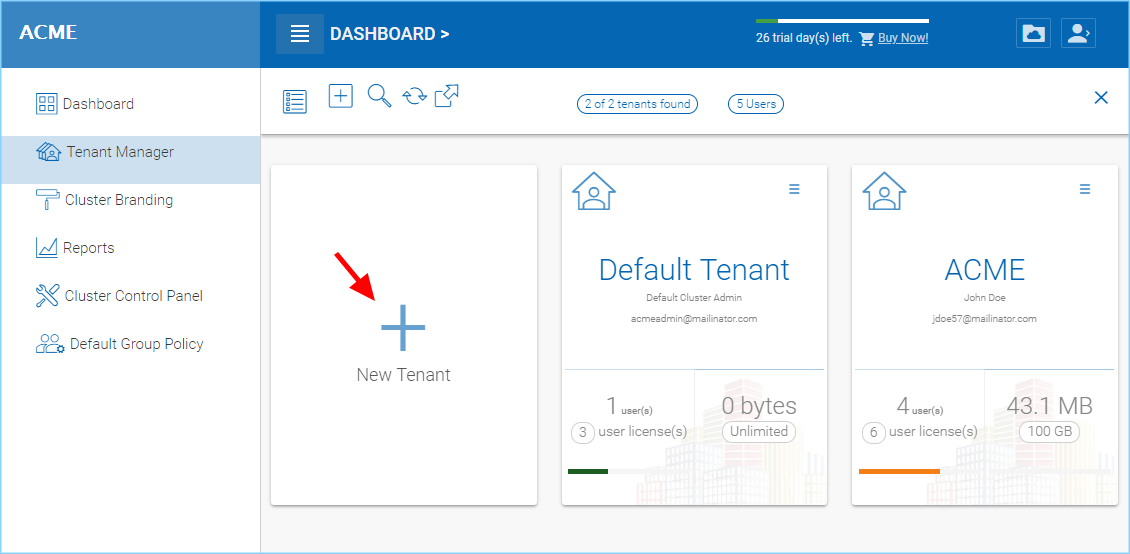 ACME
DASHBOARD >
26 trial day(s) left. Buy Now!
Dashboard
Tenant Manager
Cluster Branding
Reports
Cluster Control Panel
Default Group Policy
2 of 2 tenants found
5 Users
New Tenant
Default Tenant
Default Cluster Admin
acmeadmin@mailinator.com
1 user(s)
3 user license(s)
0 bytes
Unlimited
ACME
John Doe
jdoe57@mailinator.com
4 user(s)
6 user license(s)
43.1 MB
100 GB